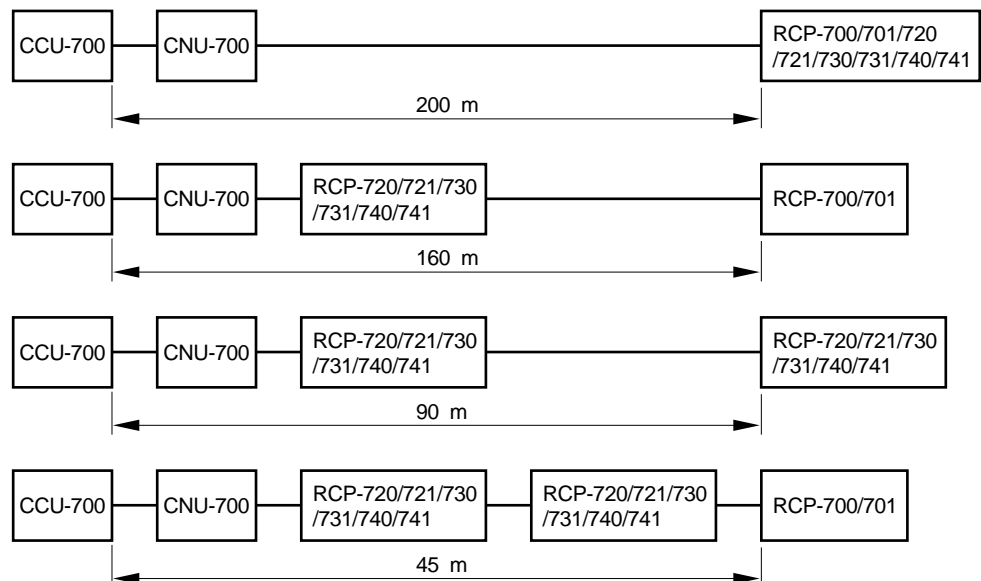 CCU-700
CNU-700
RCP-700/701/720
/721/730/731/740/741
200 m
CCU-700
CNU-700
RCP-720/721/730
/731/740/741
RCP-700/701
160 m
CCU-700
CNU-700
RCP-720/721/730
/731/740/741
RCP-720/721/730
/731/740/741
90 m
CCU-700
CNU-700
RCP-720/721/730
/731/740/741
RCP-720/721/730
/731/740/741
RCP-700/701
45 m